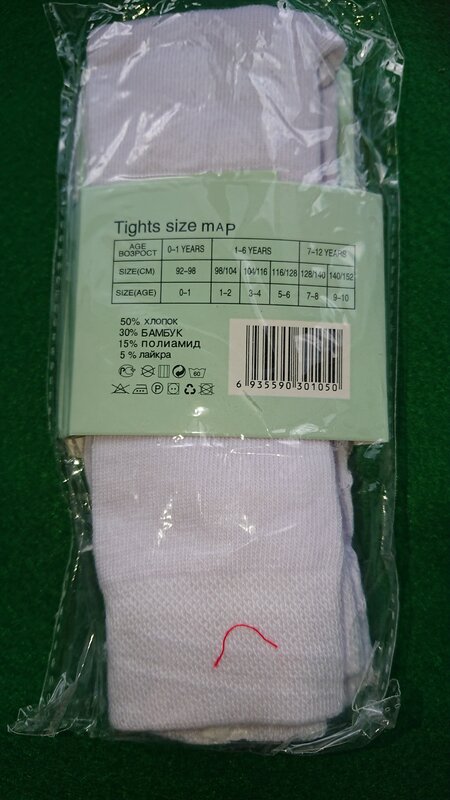 Tights size mAP
AGE ВОЗРОСТ 0-1 YEARS 1-6 YEARS 7-12 YEARS
SIZE(CM) 92-98 98/104 104/116 116/128 128/140 140/152
SIZE(AGE) 0-1 1-2 3-4 5-6 7-8 9-10
50% хлопок
30% БАМБУК
15% полиамид
5 % лайкра
60
P
6 935590 301050